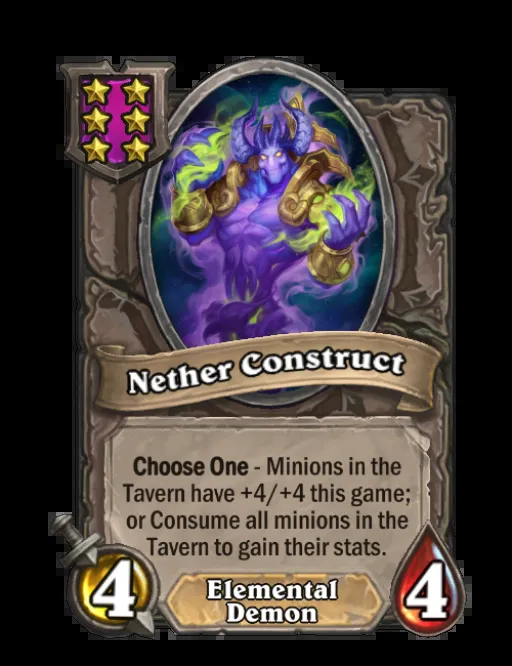 Nether Construct
Choose One - Minions in the
Tavern have +4/+4 this game;
or Consume all minions in the
Tavern to gain their stats.
4
Elemental
Demon
4